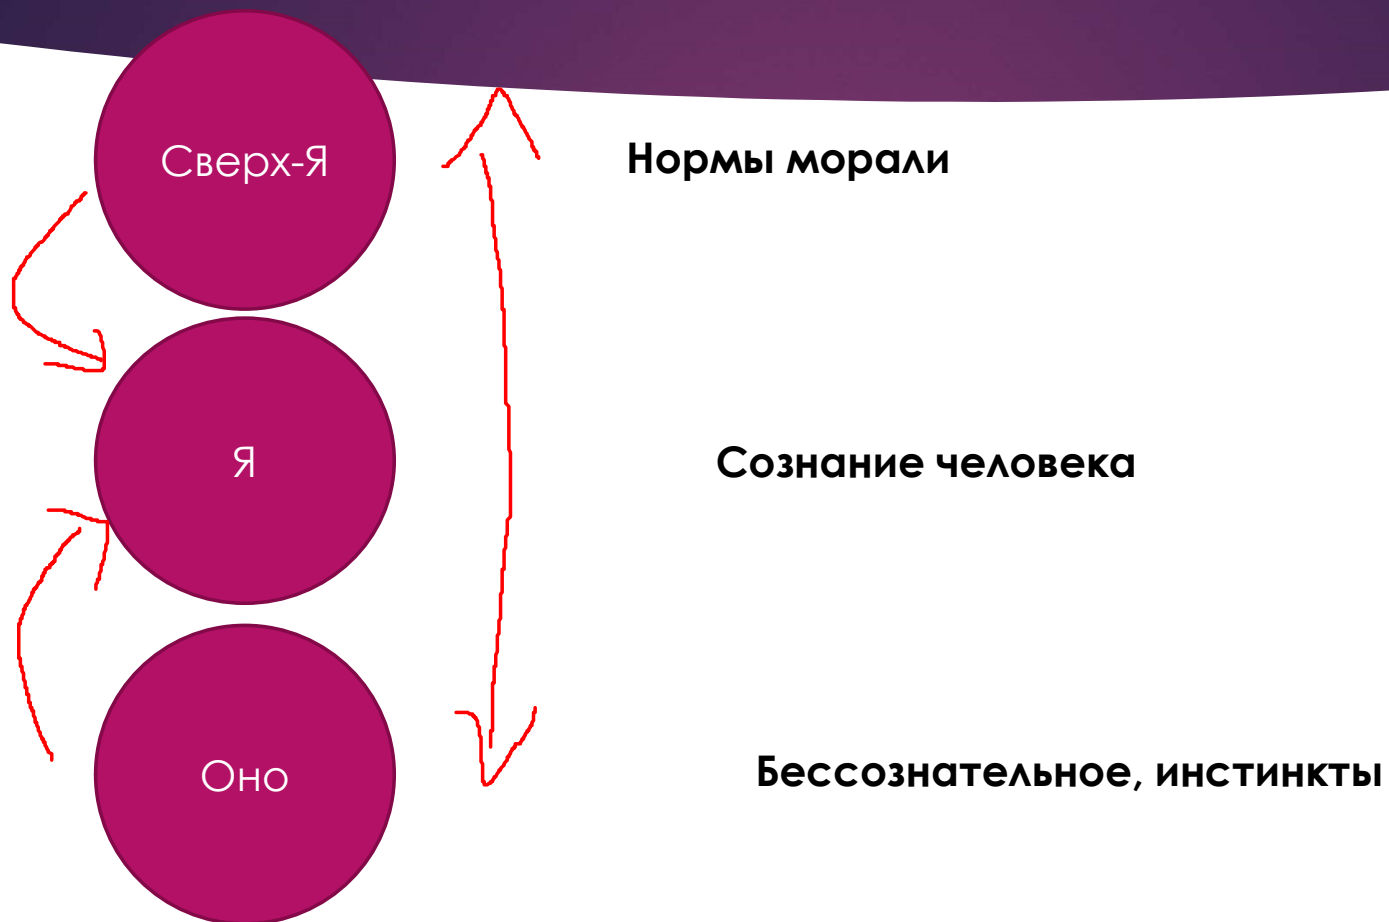 Сверх-Я
Нормы морали
Я
Сознание человека
Оно
Бессознательное, инстинкты